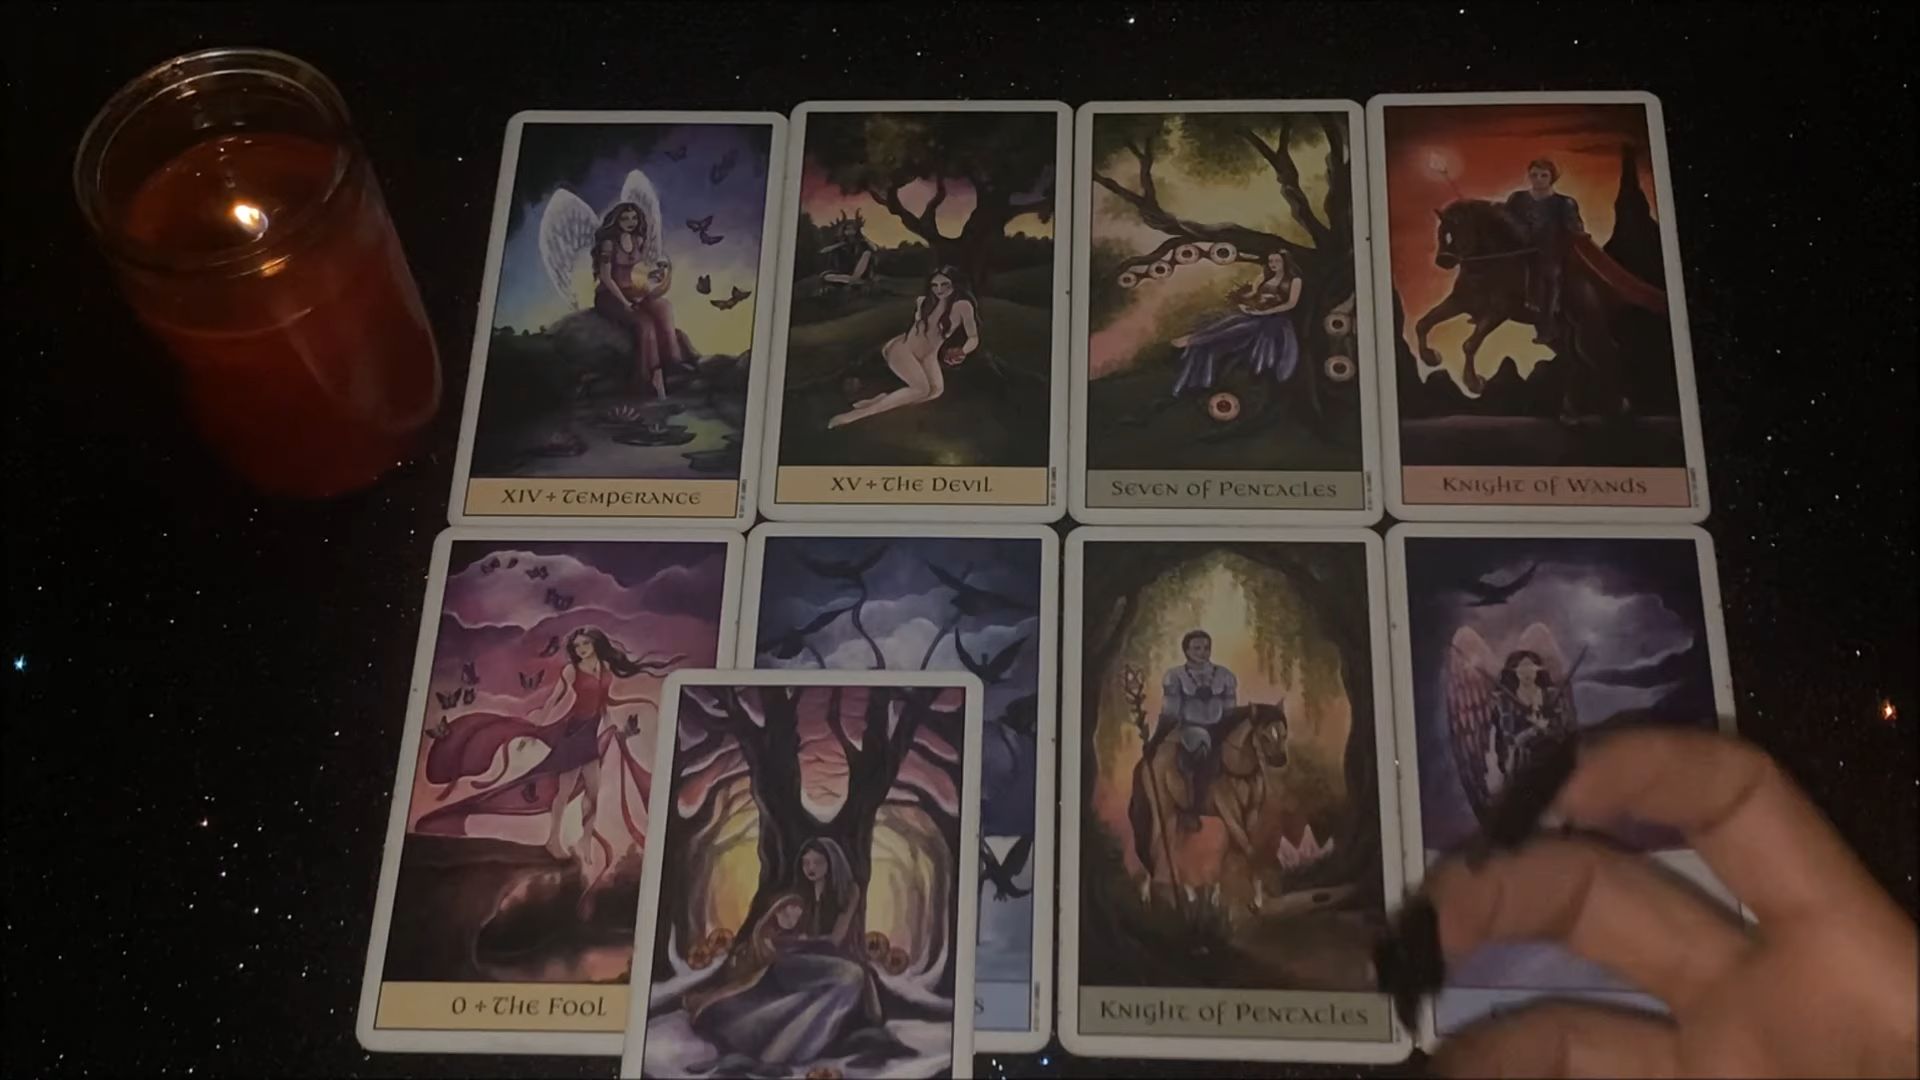 XIV + Temperance
XV + The Devil
Seven of Pentacles
Knight of Wands
0 + The Fool
S
Knight of Pentacles